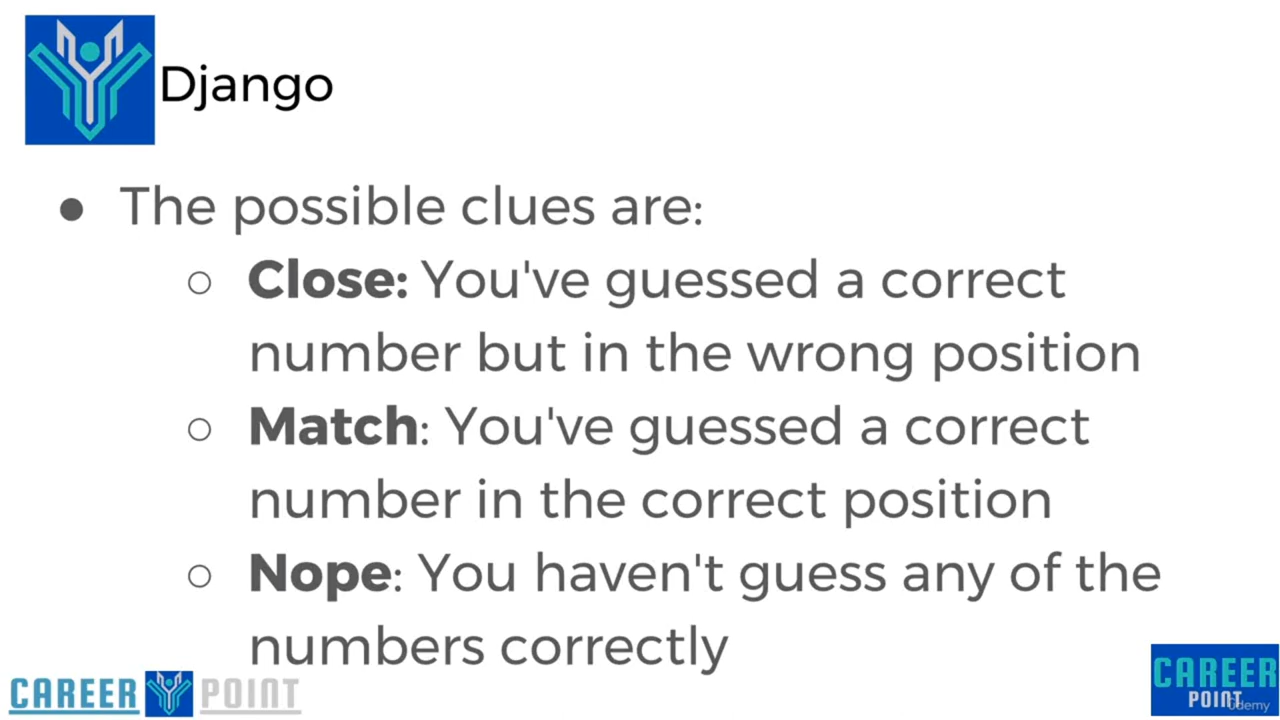 Django
● The possible clues are:
○ Close: You've guessed a correct
number but in the wrong position
○ Match: You've guessed a correct
number in the correct position
○ Nope: You haven't guess any of the
numbers correctly
CAREER POINT
CAREER
POINT
Udemy